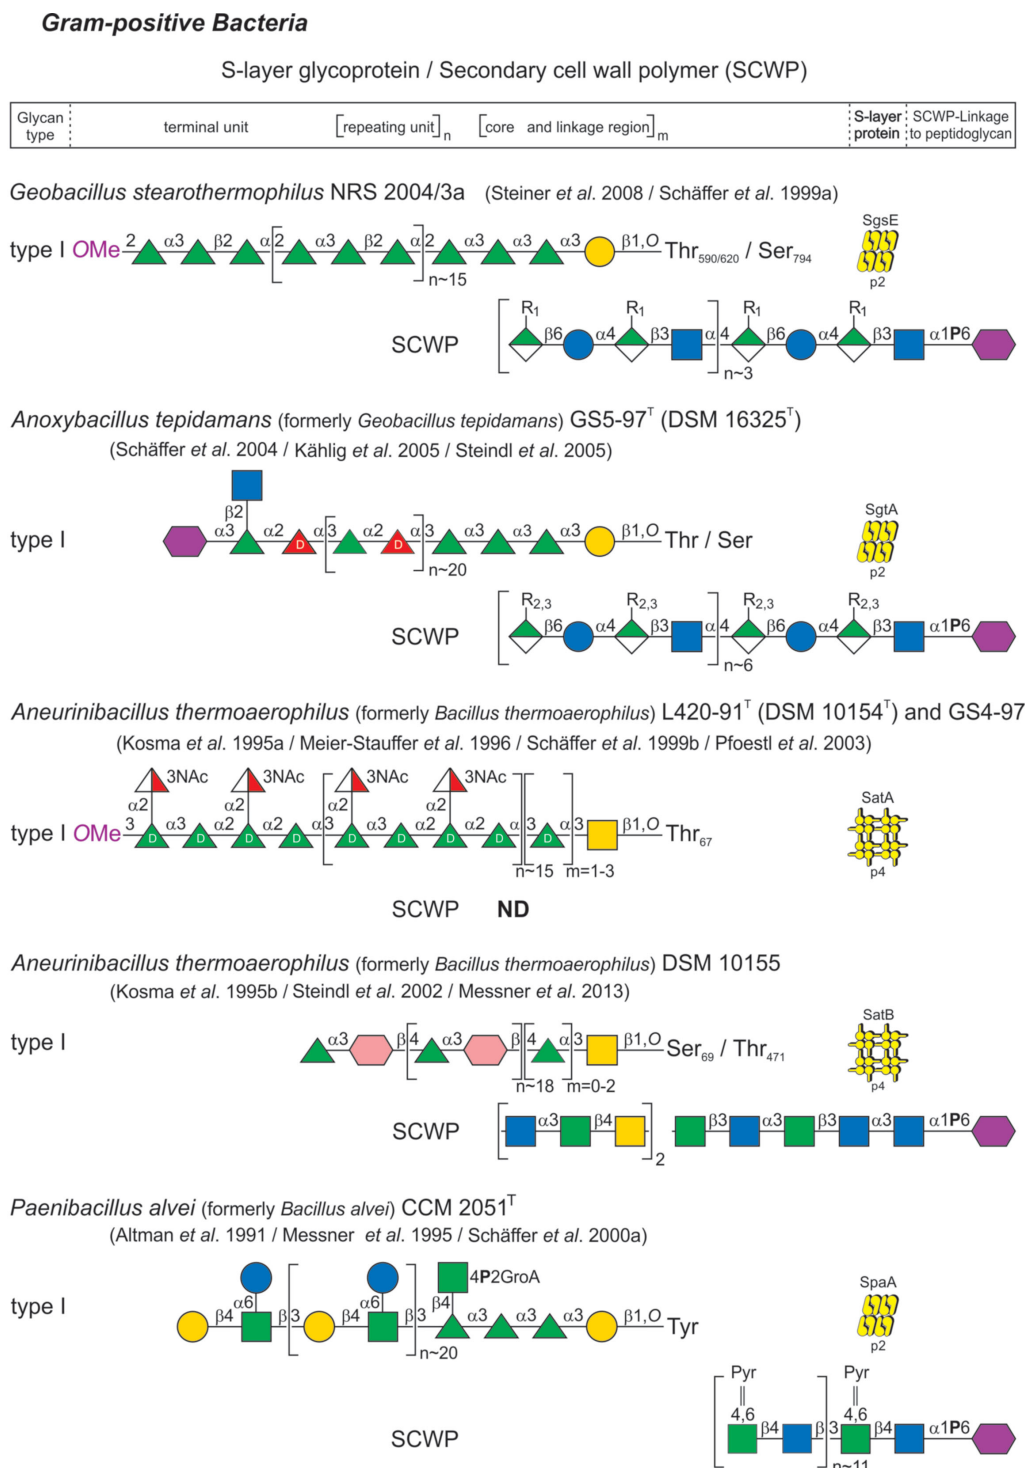 Gram-positive Bacteria
S-layer glycoprotein / Secondary cell wall polymer (SCWP)
Glycan type terminal unit [repeating unit]n [core and linkage region]m S-layer protein SCWP-Linkage to peptidoglycan
Geobacillus stearothermophilus NRS 2004/3a (Steiner et al. 2008 / Schäffer et al. 1999a)
SgsE
type I OMe 2 α3 β2 α [2 α3 β2 α] 2 α3 α3 α3 β1,O Thr590/620 / Ser794
n~15
p2
R1 R1 R1 R1
SCWP [β6 α4 β3 α] 4 β6 α4 β3 α1P6
n~3
Anoxybacillus tepidamans (formerly Geobacillus tepidamans) GS5-97T (DSM 16325T)
(Schäffer et al. 2004 / Kählig et al. 2005 / Steindl et al. 2005)
β2
SgtA
type I α3 α2 D α [3 α2 D α] 3 α3 α3 α3 β1,O Thr / Ser
n~20
p2
R2,3 R2,3 R2,3 R2,3
SCWP [β6 α4 β3 α] 4 β6 α4 β3 α1P6
n~6
Aneurinibacillus thermoaerophilus (formerly Bacillus thermoaerophilus) L420-91T (DSM 10154T) and GS4-97
(Kosma et al. 1995a / Meier-Stauffer et al. 1996 / Schäffer et al. 1999b / Pfoestl et al. 2003)
3NAc 3NAc 3NAc 3NAc
SatA
α2 α2 α2 α2
type I OMe 3 D α3 D α2 D α2 D α [3 D α3 D α2 D α2 D α] [3 D α] 3 β1,O Thr67
n~15 m=1-3
p4
SCWP ND
Aneurinibacillus thermoaerophilus (formerly Bacillus thermoaerophilus) DSM 10155
(Kosma et al. 1995b / Steindl et al. 2002 / Messner et al. 2013)
SatB
type I α3 β [4 α3 β] [4 α] 3 β1,O Ser69 / Thr471
n~18 m=0-2
p4
SCWP [α3 β4]2 β3 α3 β3 α3 α1P6
Paenibacillus alvei (formerly Bacillus alvei) CCM 2051T
(Altman et al. 1991 / Messner et al. 1995 / Schäffer et al. 2000a)
4P2GroA
SpaA
α6 α6 β4
type I β4 β [3 β4 β] 3 α3 α3 α3 β1,O Tyr
n~20
p2
Pyr Pyr
4,6 4,6
SCWP [β4 β] 3 β4 α1P6
n~11